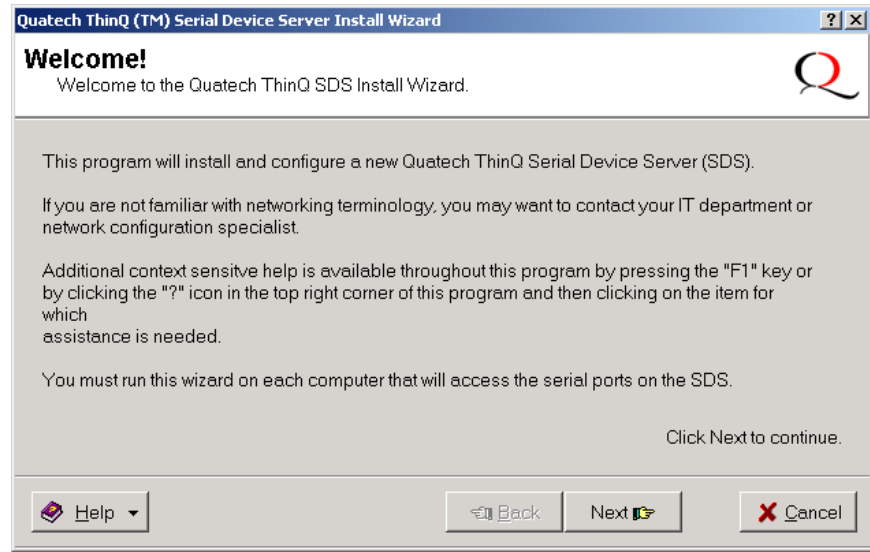 Quatech ThinQ (TM) Serial Device Server Install Wizard
Welcome!
Welcome to the Quatech ThinQ SDS Install Wizard.
This program will install and configure a new Quatech ThinQ Serial Device Server (SDS).
If you are not familiar with networking terminology, you may want to contact your IT department or
network configuration specialist.
Additional context sensitve help is available throughout this program by pressing the "F1" key or
by clicking the "?" icon in the top right corner of this program and then clicking on the item for
which
assistance is needed.
You must run this wizard on each computer that will access the serial ports on the SDS.
Click Next to continue.
Help Back Next Cancel